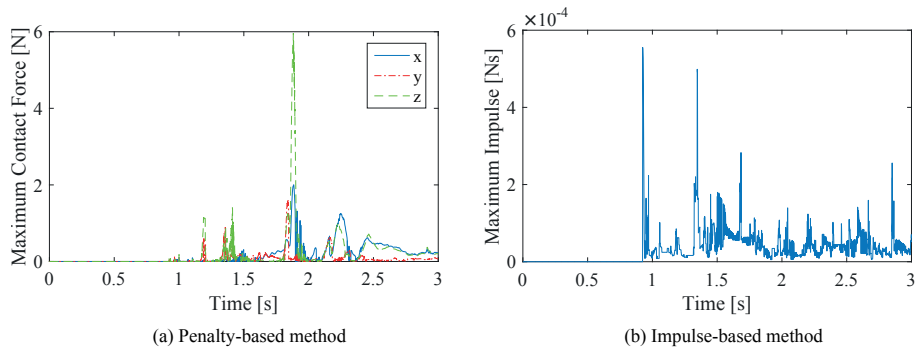 Maximum Contact Force [N]
6
4
2
0
0 0.5 1 1.5 2 2.5 3
Time [s]
x
y
z
(a) Penalty-based method
×10⁻⁴
Maximum Impulse [Ns]
6
4
2
0
0 0.5 1 1.5 2 2.5 3
Time [s]
(b) Impulse-based method